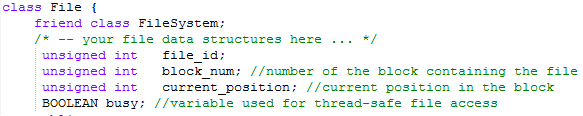 class File {
friend class FileSystem;
/* -- your file data structures here ... */
unsigned int file_id;
unsigned int block_num; //number of the block containing the file
unsigned int current_position; //current position in the block
BOOLEAN busy; //variable used for thread-safe file access